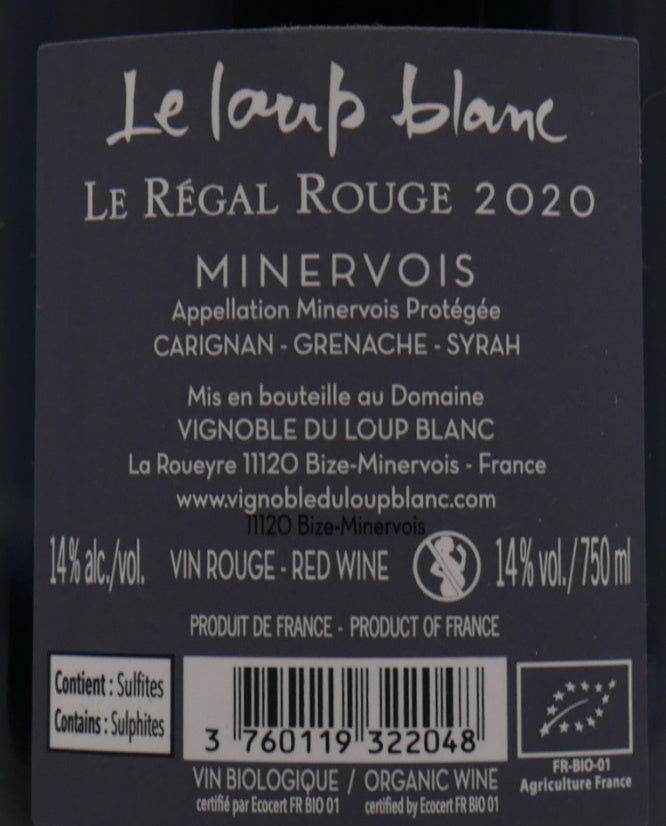 Le loup blanc
LE RÉGAL ROUGE 2020
MINERVOIS
Appellation Minervois Protégée
CARIGNAN - GRENACHE - SYRAH
Mis en bouteille au Domaine
VIGNOBLE DU LOUP BLANC
La Roueyre 11120 Bize-Minervois - France
www.vignobleduloupblanc.com
11120 Bize-Minervois
14% alc./vol. VIN ROUGE - RED WINE 14% vol./750 ml
PRODUIT DE FRANCE - PRODUCT OF FRANCE
Contient : Sulfites
Contains : Sulphites
3 760119 322048
VIN BIOLOGIQUE / ORGANIC WINE
certifié par Ecocert FR BIO 01 certified by Ecocert FR BIO 01
FR-BIO-01
Agriculture France